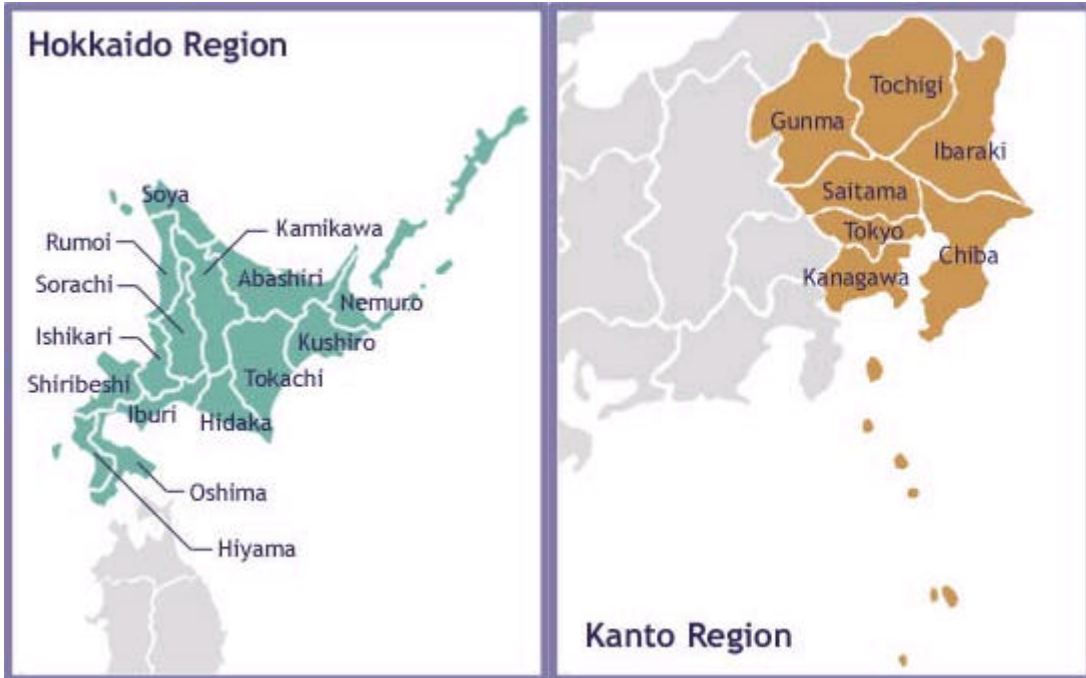 Hokkaido Region
Soya
Kamikawa
Rumoi
Abashiri
Sorachi
Nemuro
Ishikari
Kushiro
Shiribeshi
Tokachi
Iburi
Hidaka
Oshima
Hiyama
Tochigi
Gunma
Ibaraki
Saitama
Tokyo
Chiba
Kanagawa
Kanto Region